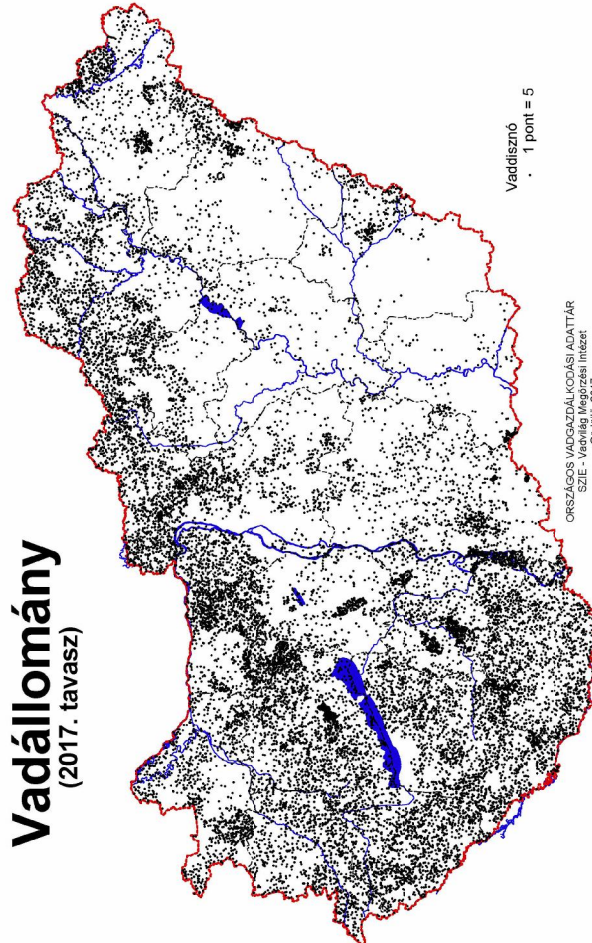 Vadállomány
(2017. tavasz)
Vaddisznó
. 1 pont = 5
ORSZÁGOS VADGAZDÁLKODÁSI ADATTÁR
SZIE - Vadvilág Megőrzési Intézet